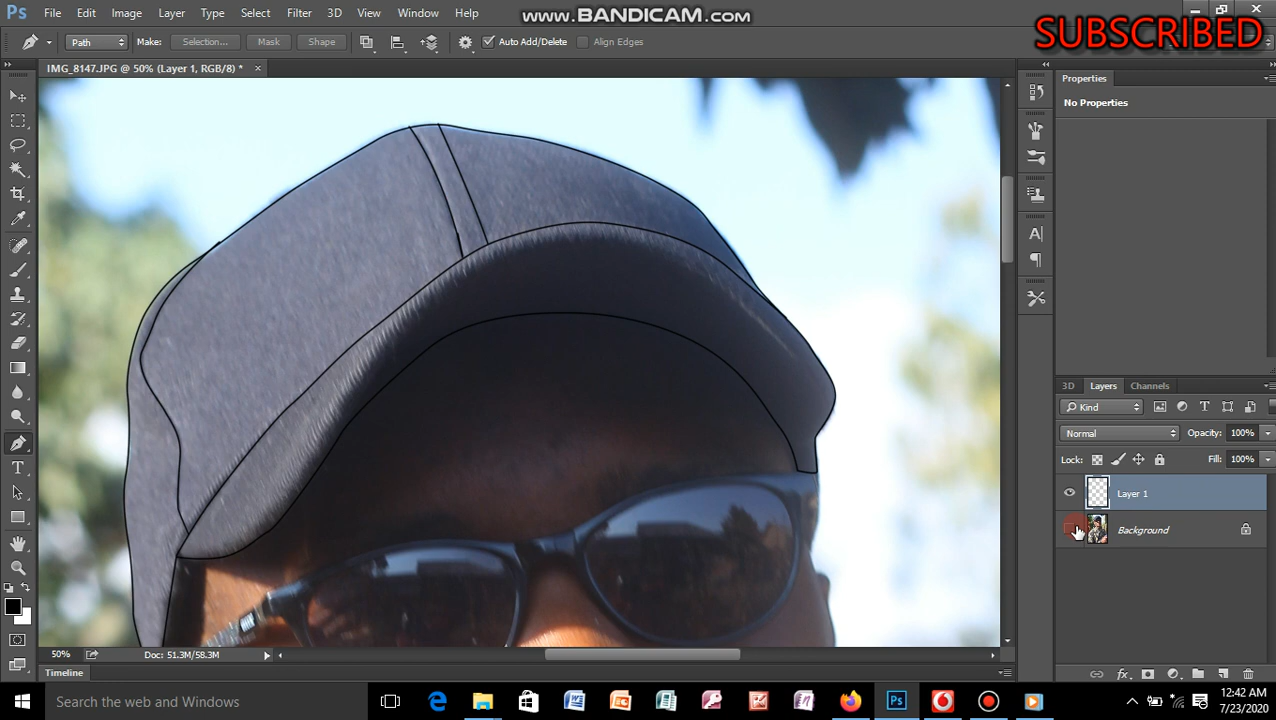 Ps File Edit Image Layer Type Select Filter 3D View Window Help
www.BANDICAM.com
SUBSCRIBED
Path Make: Selection... Mask Shape Auto Add/Delete Align Edges
IMG_8147.JPG @ 50% (Layer 1, RGB/8) *
Properties
No Properties
3D Layers Channels
Kind
Normal Opacity: 100%
Lock: Fill: 100%
Layer 1
Background
50% Doc: 51.3M/58.3M
Timeline
Search the web and Windows
12:42 AM
7/23/2020